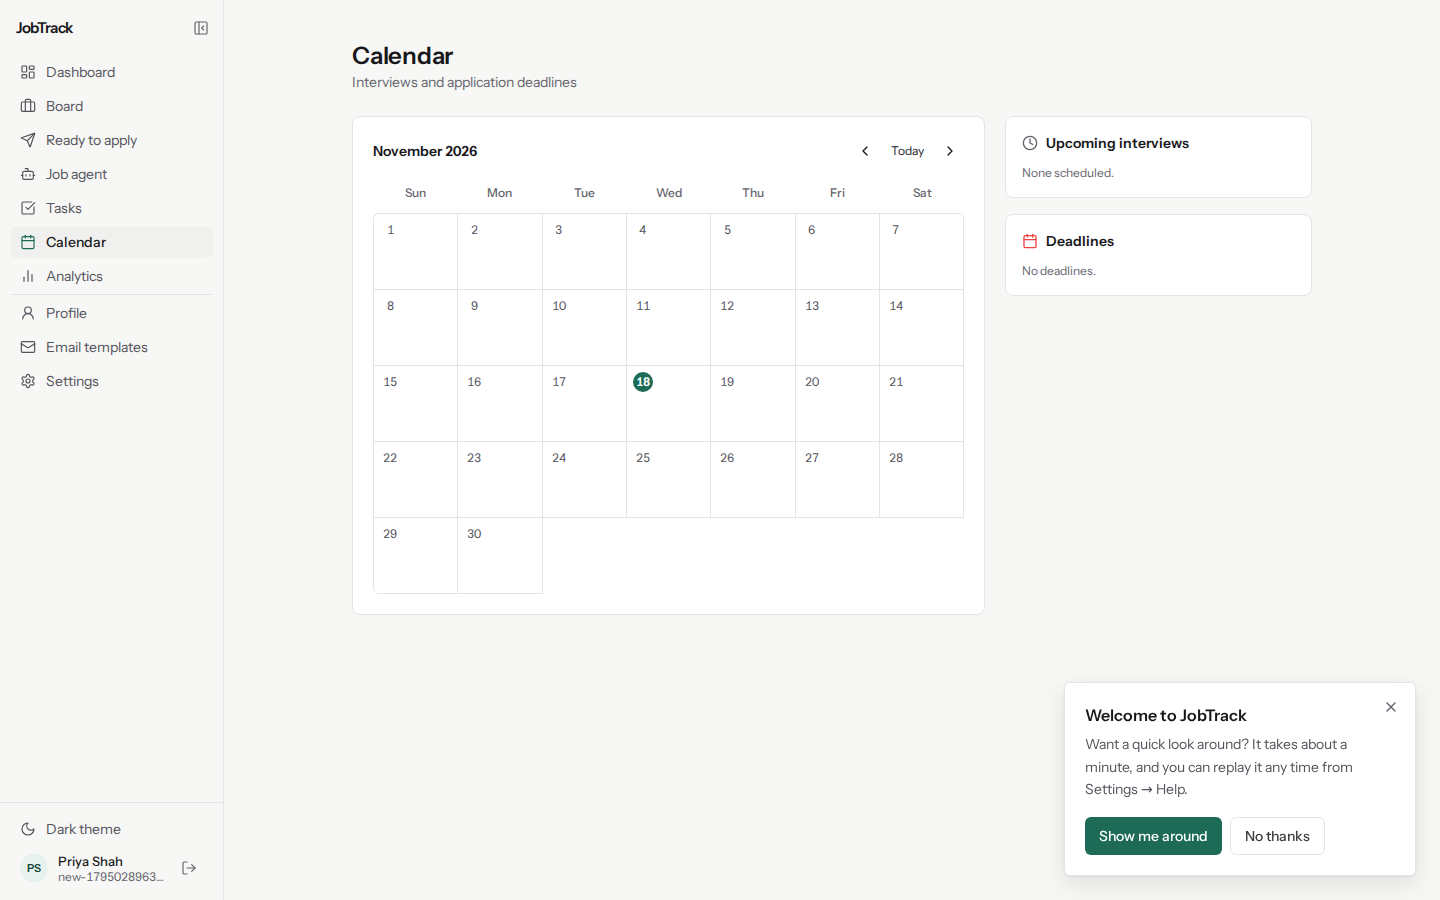 JobTrack
Dashboard
Board
Ready to apply
Job agent
Tasks
Calendar
Analytics
Profile
Email templates
Settings
Dark theme
PS
Priya Shah
new-1795028963...
Calendar
Interviews and application deadlines
November 2026
Today
Sun Mon Tue Wed Thu Fri Sat
1 2 3 4 5 6 7
8 9 10 11 12 13 14
15 16 17 18 19 20 21
22 23 24 25 26 27 28
29 30
Upcoming interviews
None scheduled.
Deadlines
No deadlines.
Welcome to JobTrack
Want a quick look around? It takes about a
minute, and you can replay it any time from
Settings → Help.
Show me around
No thanks